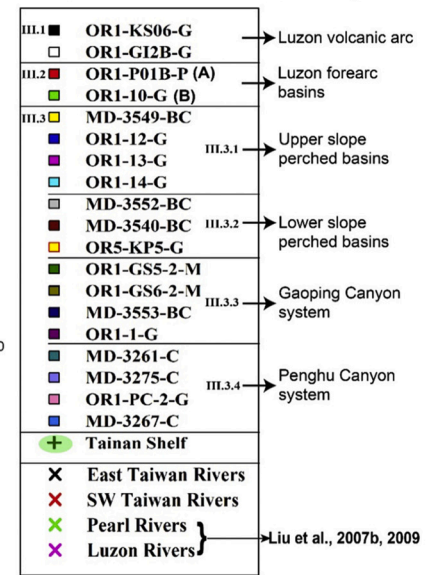 III.1 OR1-KS06-G
OR1-GI2B-G
Luzon volcanic arc
III.2 OR1-P01B-P (A)
OR1-10-G (B)
Luzon forearc
basins
III.3 MD-3549-BC
OR1-12-G
OR1-13-G
OR1-14-G
III.3.1
Upper slope
perched basins
MD-3552-BC
MD-3540-BC
OR5-KP5-G
III.3.2
Lower slope
perched basins
OR1-GS5-2-M
OR1-GS6-2-M
MD-3553-BC
OR1-1-G
III.3.3
Gaoping Canyon
system
MD-3261-C
MD-3275-C
OR1-PC-2-G
MD-3267-C
III.3.4
Penghu Canyon
system
Tainan Shelf
East Taiwan Rivers
SW Taiwan Rivers
Pearl Rivers
Luzon Rivers
Liu et al., 2007b, 2009